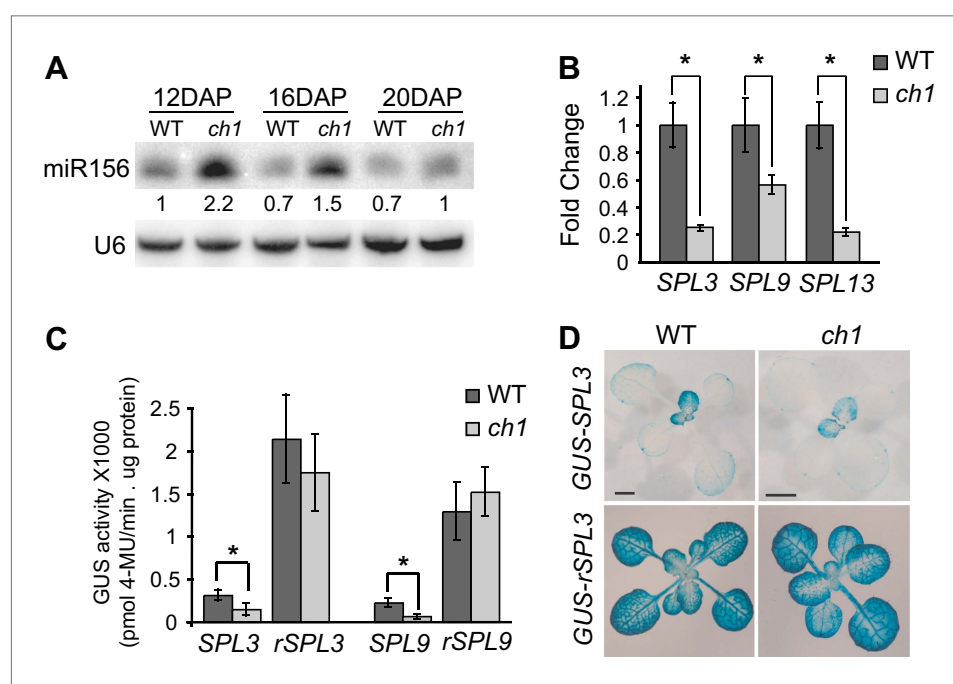 A
12DAP 16DAP 20DAP
WT ch1 WT ch1 WT ch1
miR156
1 2.2 0.7 1.5 0.7 1
U6
B
WT
ch1
* * *
Fold Change
1.2
1
0.8
0.6
0.4
0.2
0
SPL3 SPL9 SPL13
C
WT
ch1
GUS activity X1000
(pmol 4-MU/min . ug protein)
2.5
2
1.5
1
0.5
0
* *
SPL3 rSPL3 SPL9 rSPL9
D
WT ch1
GUS-SPL3
GUS-rSPL3